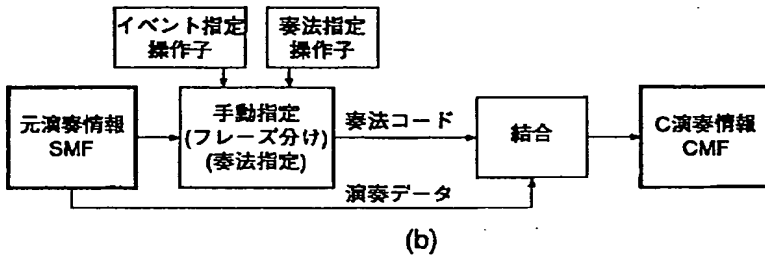 イベント指定
操作子
奏法指定
操作子
元演奏情報
SMF
手動指定
(フレーズ分け)
(奏法指定)
奏法コード
結合
C演奏情報
CMF
演奏データ
(b)